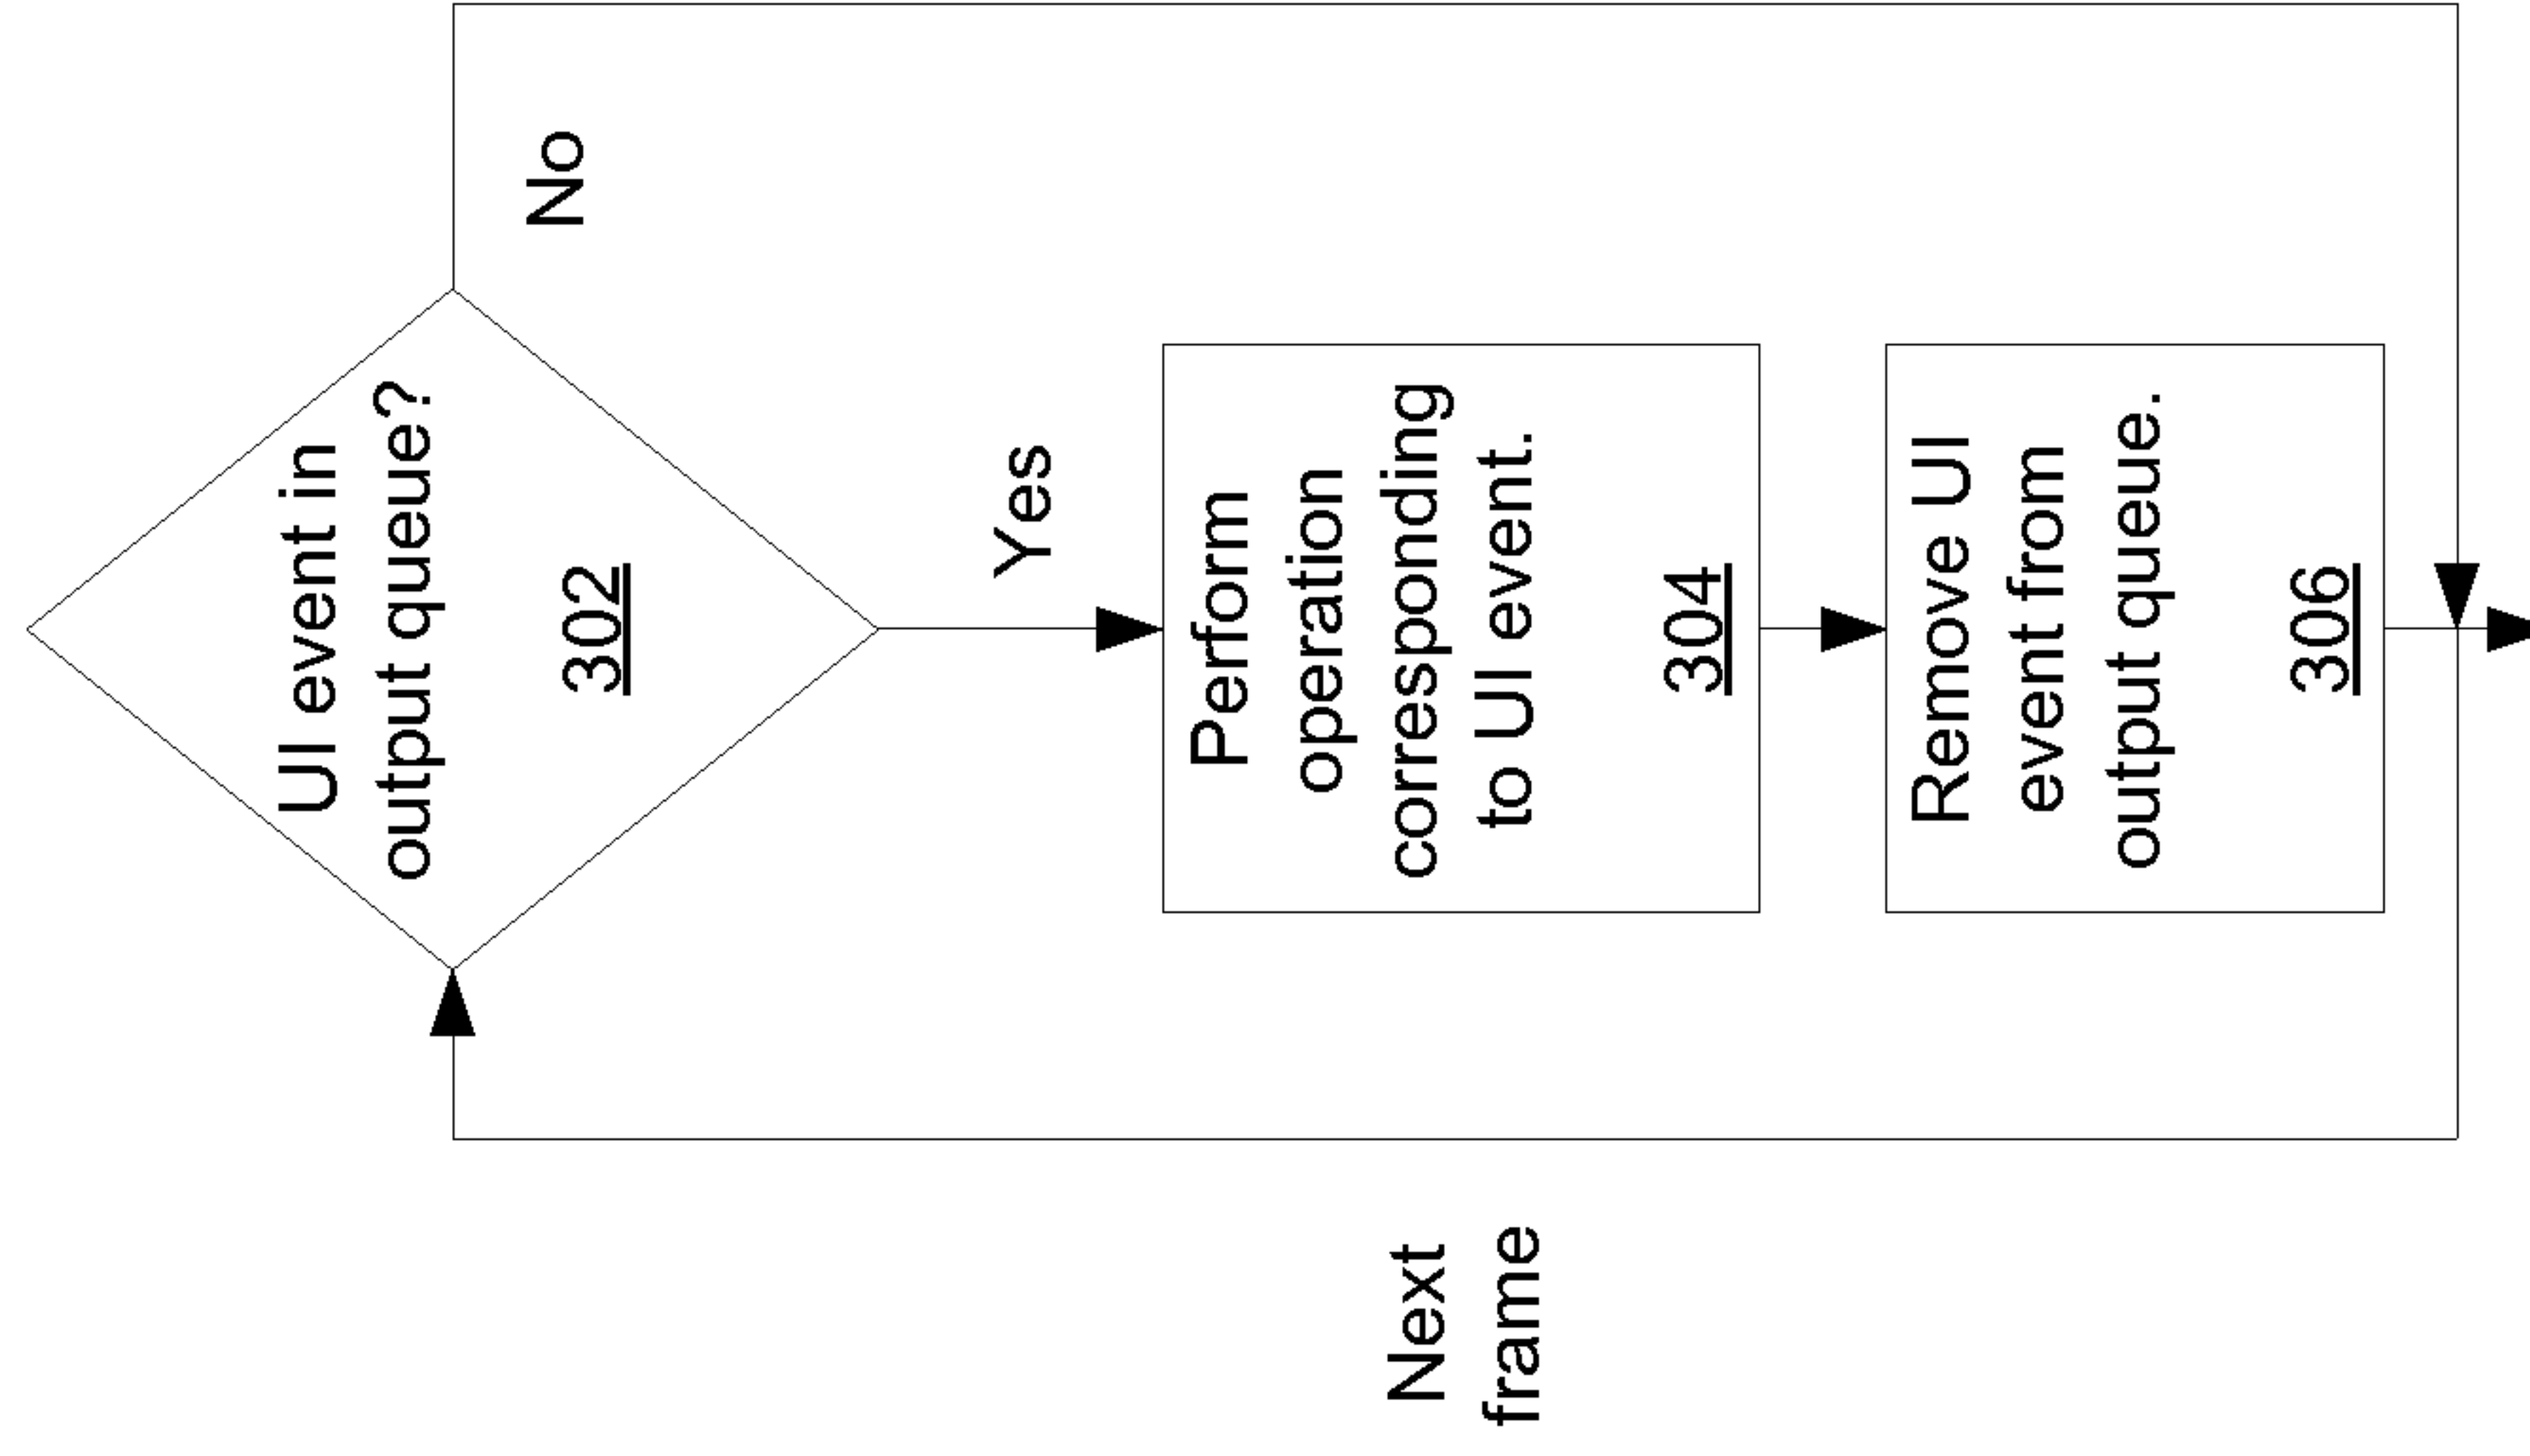 UI event in
output queue?
302
No
Yes
Perform
operation
corresponding
to UI event.
304
Remove UI
event from
output queue.
306
Next
frame